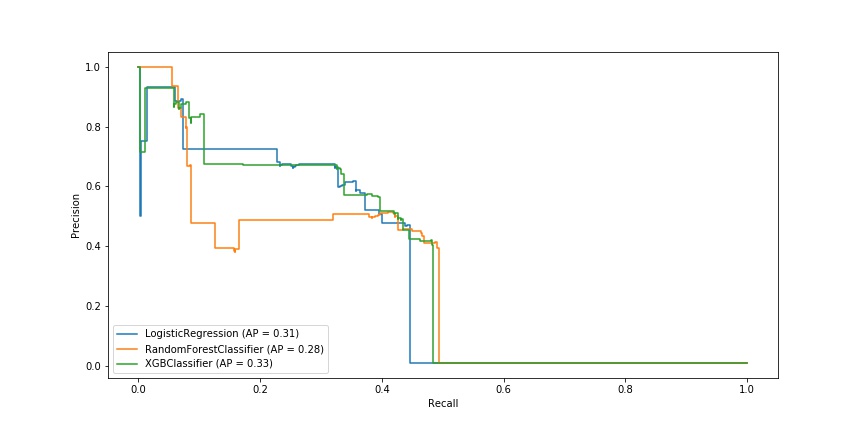 1.0
0.8
0.6
0.4
0.2
0.0
Precision
LogisticRegression (AP = 0.31)
RandomForestClassifier (AP = 0.28)
XGBClassifier (AP = 0.33)
0.0 0.2 0.4 0.6 0.8 1.0
Recall